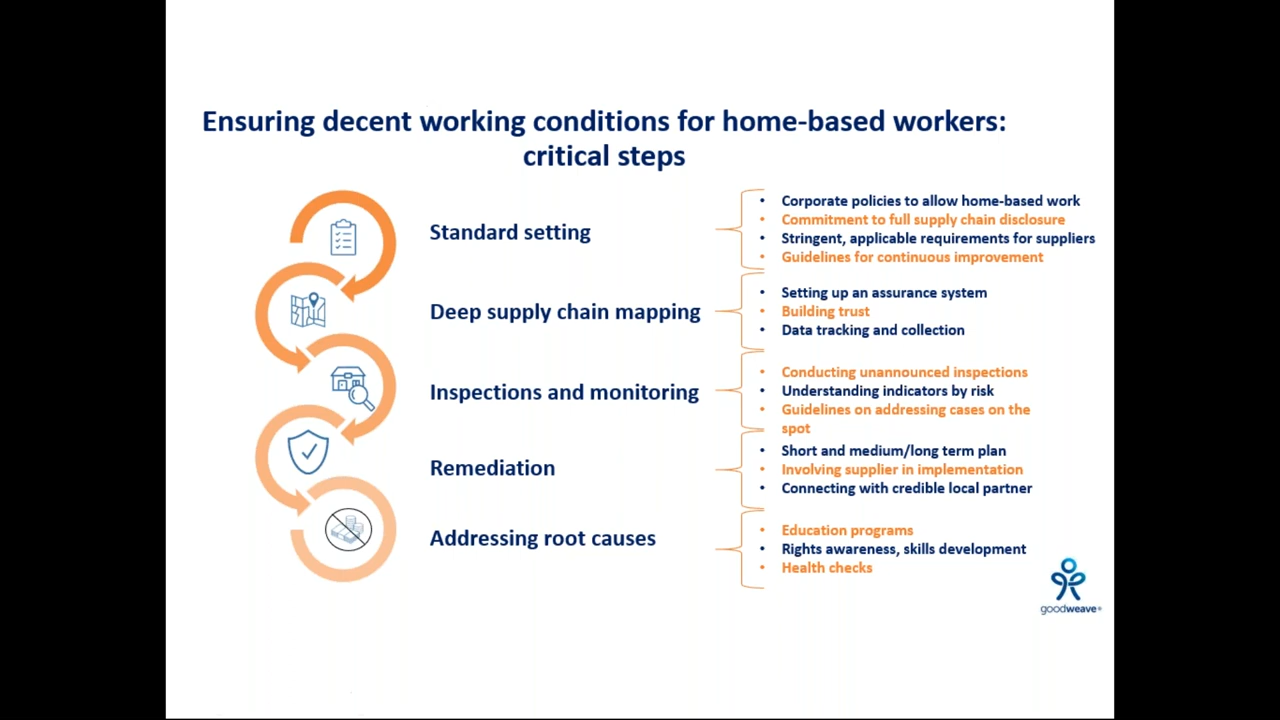 Ensuring decent working conditions for home-based workers:
critical steps
Standard setting
• Corporate policies to allow home-based work
• Commitment to full supply chain disclosure
• Stringent, applicable requirements for suppliers
• Guidelines for continuous improvement
Deep supply chain mapping
• Setting up an assurance system
• Building trust
• Data tracking and collection
Inspections and monitoring
• Conducting unannounced inspections
• Understanding indicators by risk
• Guidelines on addressing cases on the
spot
Remediation
• Short and medium/long term plan
• Involving supplier in implementation
• Connecting with credible local partner
Addressing root causes
• Education programs
• Rights awareness, skills development
• Health checks
goodweave®